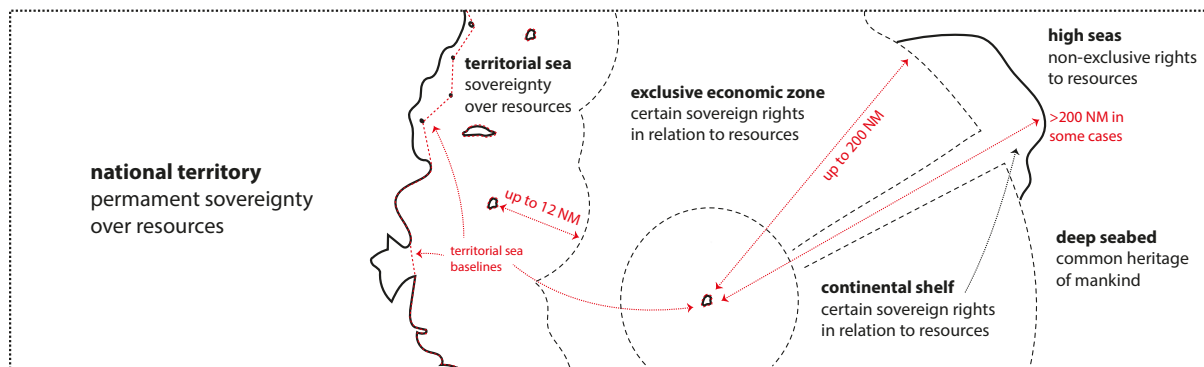 national territory
permament sovereignty
over resources
territorial sea
sovereignty
over resources
up to 12 NM
territorial sea
baselines
exclusive economic zone
certain sovereign rights
in relation to resources
up to 200 NM
high seas
non-exclusive rights
to resources
>200 NM in
some cases
continental shelf
certain sovereign rights
in relation to resources
deep seabed
common heritage
of mankind